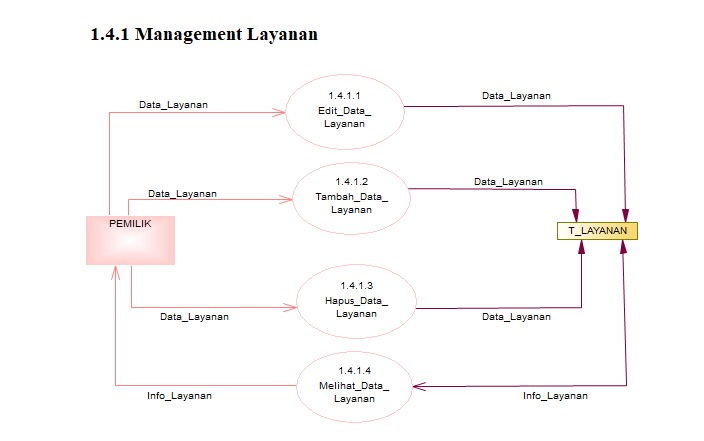 1.4.1 Management Layanan
Data_Layanan
1.4.1.1
Edit_Data_
Layanan
Data_Layanan
Data_Layanan
1.4.1.2
Tambah_Data_
Layanan
Data_Layanan
PEMILIK
T_LAYANAN
Data_Layanan
1.4.1.3
Hapus_Data_
Layanan
Data_Layanan
Info_Layanan
1.4.1.4
Melihat_Data_
Layanan
Info_Layanan